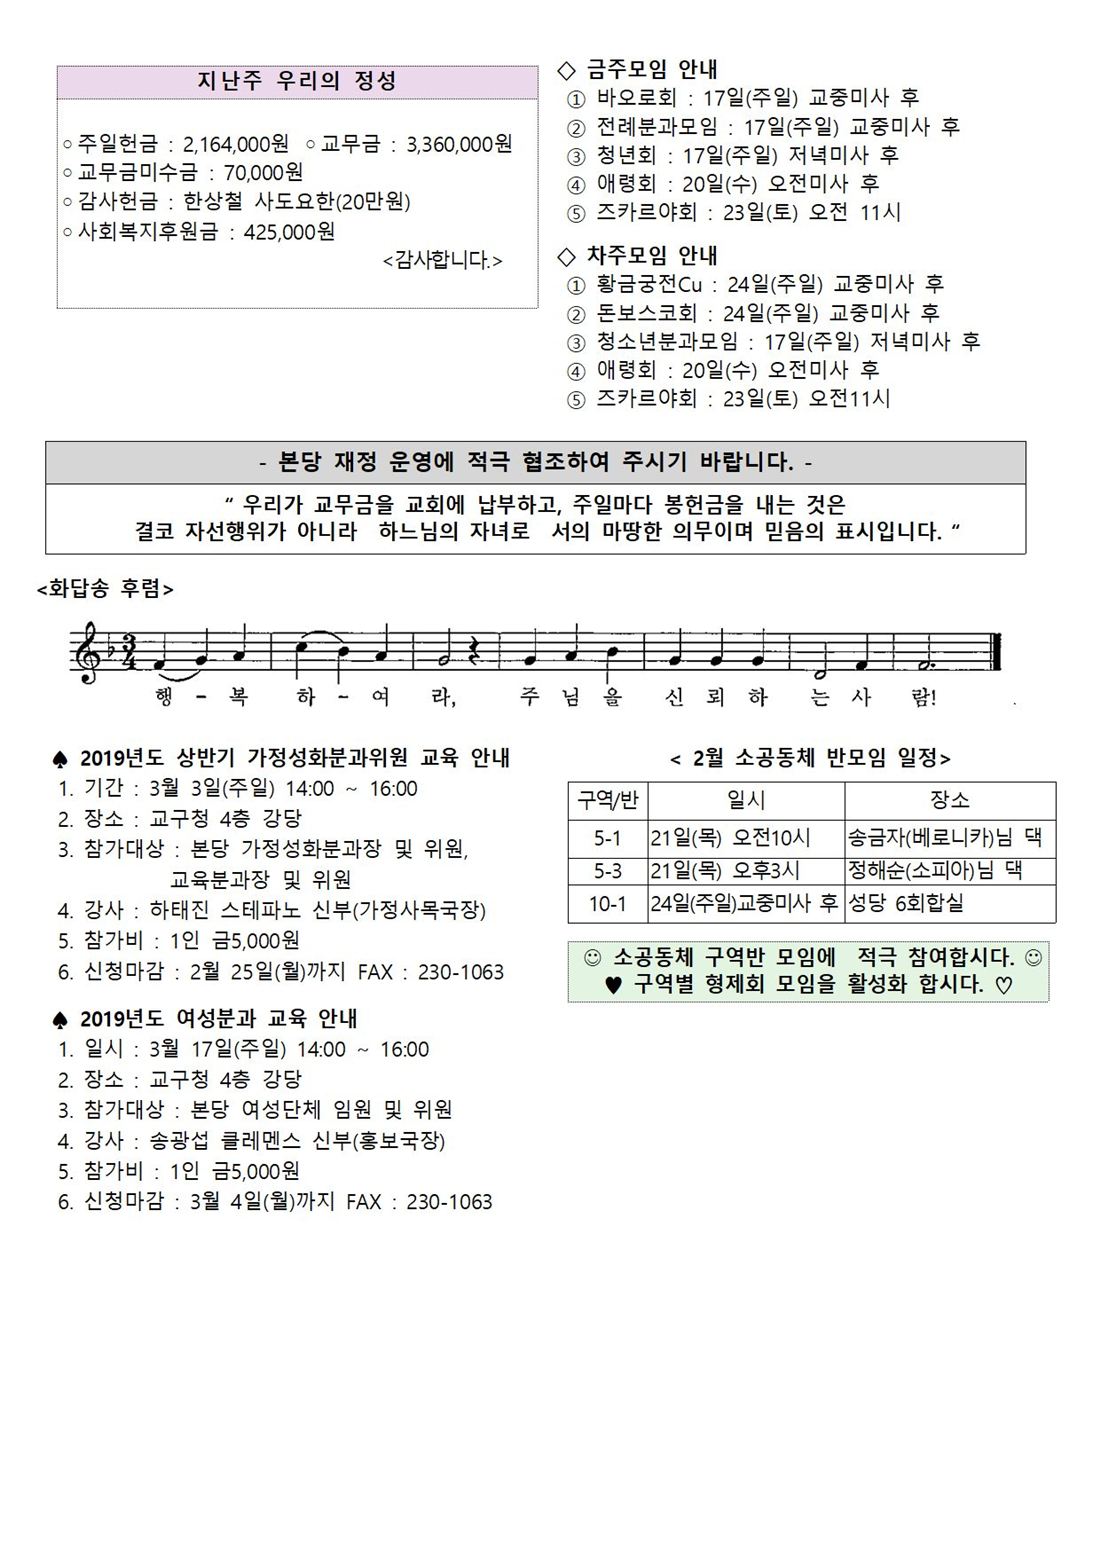 지난주 우리의 정성
○ 주일헌금 : 2,164,000원 ○ 교무금 : 3,360,000원
○ 교무금미수금 : 70,000원
○ 감사헌금 : 한상철 사도요한(20만원)
○ 사회복지후원금 : 425,000원
<감사합니다.>
◇ 금주모임 안내
① 바오로회 : 17일(주일) 교중미사 후
② 전례분과모임 : 17일(주일) 교중미사 후
③ 청년회 : 17일(주일) 저녁미사 후
④ 애령회 : 20일(수) 오전미사 후
⑤ 즈카르야회 : 23일(토) 오전 11시
◇ 차주모임 안내
① 황금궁전Cu : 24일(주일) 교중미사 후
② 돈보스코회 : 24일(주일) 교중미사 후
③ 청소년분과모임 : 17일(주일) 저녁미사 후
④ 애령회 : 20일(수) 오전미사 후
⑤ 즈카르야회 : 23일(토) 오전11시
- 본당 재정 운영에 적극 협조하여 주시기 바랍니다. -
“ 우리가 교무금을 교회에 납부하고, 주일마다 봉헌금을 내는 것은
결코 자선행위가 아니라 하느님의 자녀로 서의 마땅한 의무이며 믿음의 표시입니다. “
<화답송 후렴>
3
4
행 - 복 하 - 여 라, 주 님 을 신 뢰 하 는 사 람!
♠ 2019년도 상반기 가정성화분과위원 교육 안내
1. 기간 : 3월 3일(주일) 14:00 ~ 16:00
2. 장소 : 교구청 4층 강당
3. 참가대상 : 본당 가정성화분과장 및 위원,
교육분과장 및 위원
4. 강사 : 하태진 스테파노 신부(가정사목국장)
5. 참가비 : 1인 금5,000원
6. 신청마감 : 2월 25일(월)까지 FAX : 230-1063
♠ 2019년도 여성분과 교육 안내
1. 일시 : 3월 17일(주일) 14:00 ~ 16:00
2. 장소 : 교구청 4층 강당
3. 참가대상 : 본당 여성단체 임원 및 위원
4. 강사 : 송광섭 클레멘스 신부(홍보국장)
5. 참가비 : 1인 금5,000원
6. 신청마감 : 3월 4일(월)까지 FAX : 230-1063
< 2월 소공동체 반모임 일정>
구역/반 일시 장소
5-1 21일(목) 오전10시 송금자(베로니카)님 댁
5-3 21일(목) 오후3시 정해순(소피아)님 댁
10-1 24일(주일)교중미사 후 성당 6회합실
☺ 소공동체 구역반 모임에 적극 참여합시다. ☺
♥ 구역별 형제회 모임을 활성화 합시다. ♡